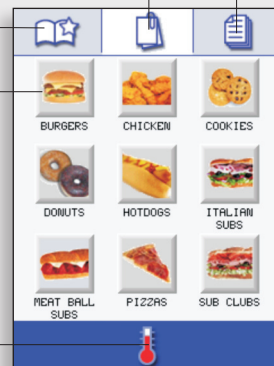 BURGERS CHICKEN COOKIES
DONUTS HOTDOGS ITALIAN
SUBS
MEAT BALL PIZZAS SUB CLUBS
SUBS